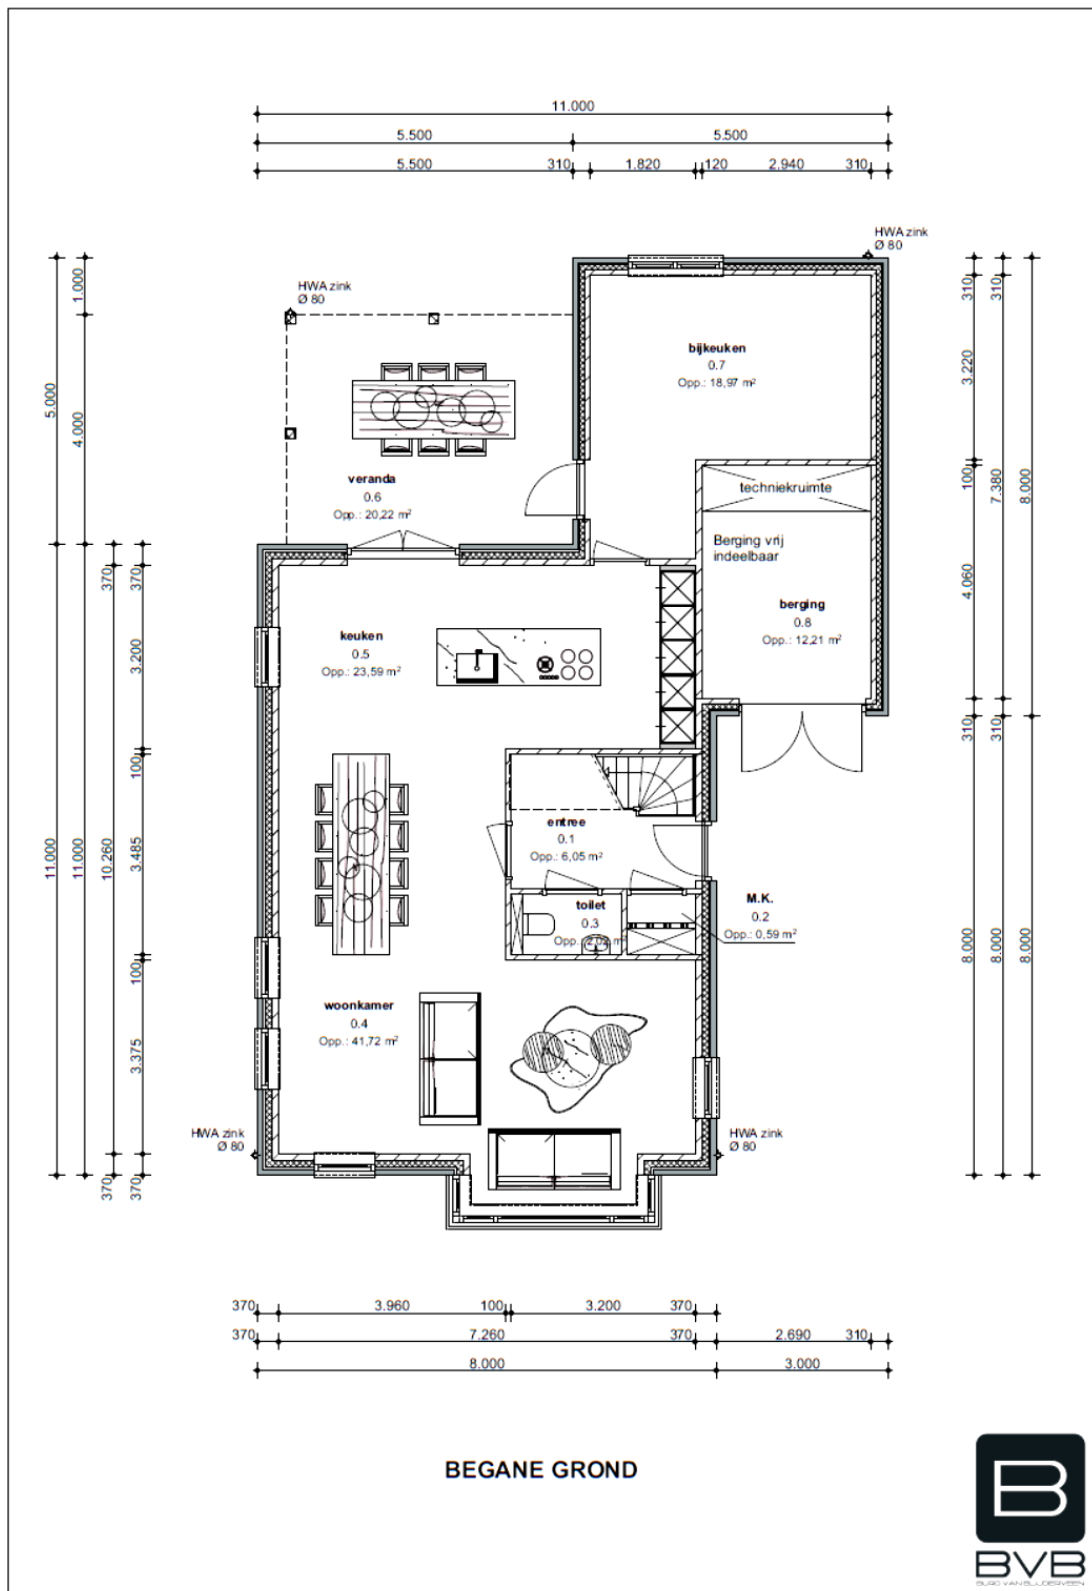 11.000
5.500
5.500
5.500
310
1.820
120
2.940
310
HWA zink
Ø 80
HWA zink
Ø 80
1.000
5.000
4.000
310
310
3.220
100
7.380
8.000
4.060
310
310
bijkeuken
0.7
Opp.: 18,97 m²
veranda
0.6
Opp.: 20,22 m²
techniekruimte
Berging vrij
indeelbaar
berging
0.8
Opp.: 12,21 m²
keuken
0.5
Opp.: 23,59 m²
370
370
3.200
100
11.000
11.000
10.260
3.485
100
3.375
370
370
entree
0.1
Opp.: 6,05 m²
toilet
0.3
Opp.: 2,02 m²
M.K.
0.2
Opp.: 0,59 m²
8.000
8.000
8.000
woonkamer
0.4
Opp.: 41,72 m²
HWA zink
Ø 80
HWA zink
Ø 80
370
3.960
100
3.200
370
370
7.260
370
2.690
310
8.000
3.000
BEGANE GROND
B
BVB
BURO VAN BLIJDERVEEN